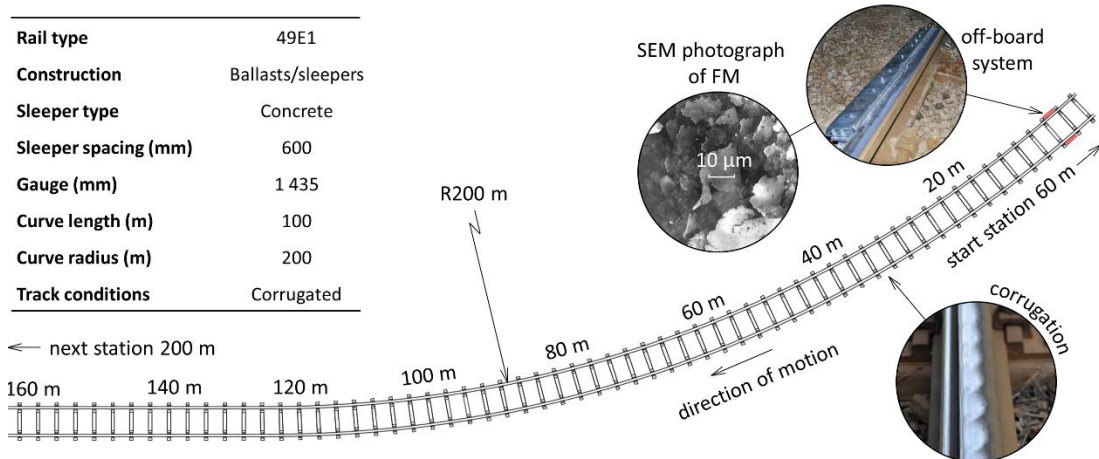 Rail type 49E1
Construction Ballasts/sleepers
Sleeper type Concrete
Sleeper spacing (mm) 600
Gauge (mm) 1 435
Curve length (m) 100
Curve radius (m) 200
Track conditions Corrugated
SEM photograph
of FM
10 μm
off-board
system
R200 m
20 m
start station 60 m
40 m
60 m
corrugation
80 m
direction of motion
← next station 200 m
100 m
120 m
140 m
160 m